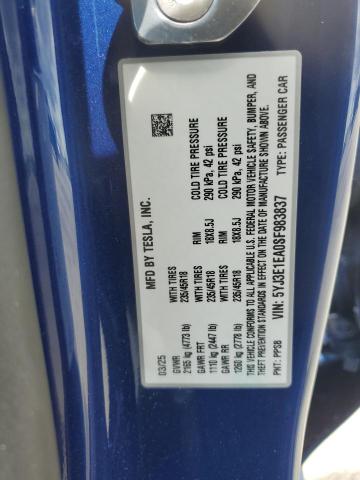 MFD BY TESLA, INC.
03/25
GVWR
2165 kg (4773 lb)
GAWR FRT WITH TIRES RIM COLD TIRE PRESSURE
1110 kg (2447 lb) 235/45R18 18X8.5J 290 kPa, 42 psi
GAWR RR WITH TIRES RIM COLD TIRE PRESSURE
1260 kg (2778 lb) 235/45R18 18X8.5J 290 kPa, 42 psi
THIS VEHICLE CONFORMS TO ALL APPLICABLE U.S. FEDERAL MOTOR VEHICLE SAFETY, BUMPER, AND
THEFT PREVENTION STANDARDS IN EFFECT ON THE DATE OF MANUFACTURE SHOWN ABOVE.
VIN: 5YJ3E1EA0SF983837 TYPE: PASSENGER CAR
PNT: PPSB